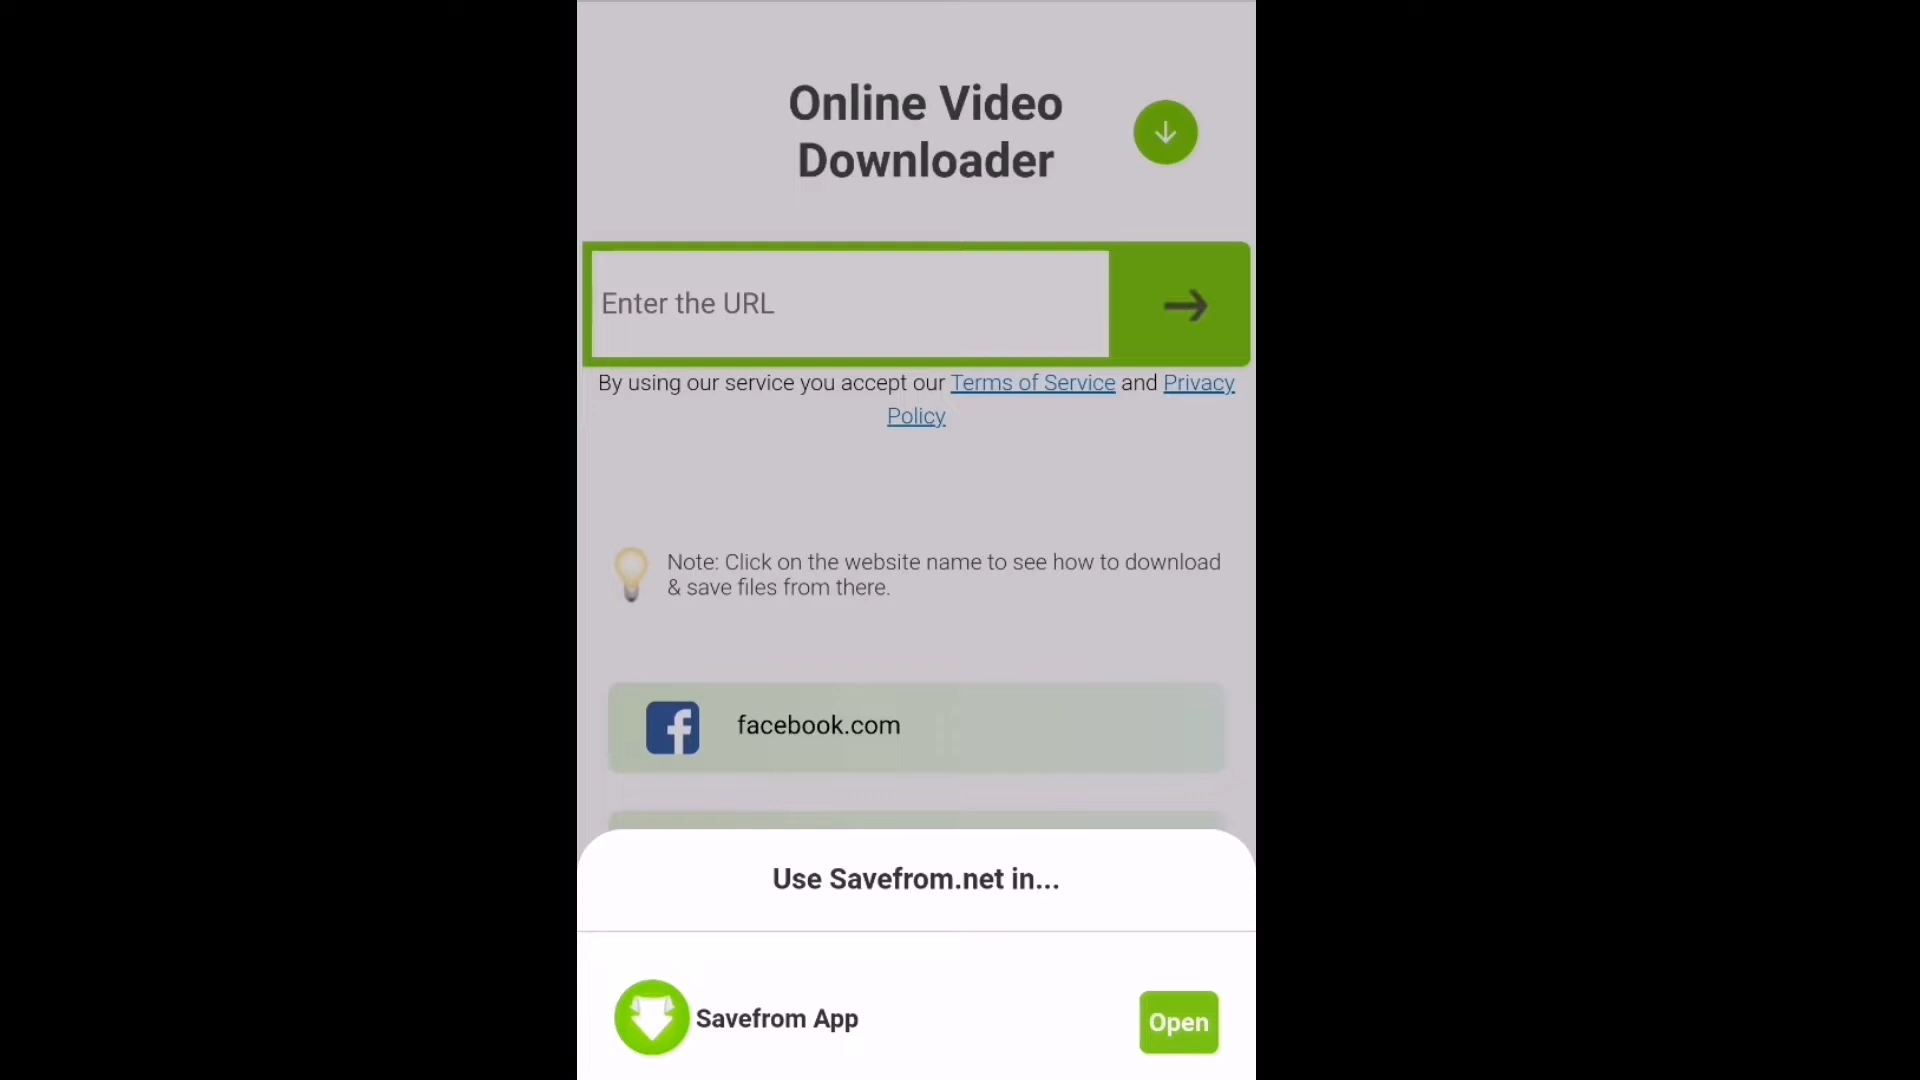 Online Video
Downloader
Enter the URL
By using our service you accept our Terms of Service and Privacy
Policy
Note: Click on the website name to see how to download
& save files from there.
facebook.com
Use Savefrom.net in...
Savefrom App
Open